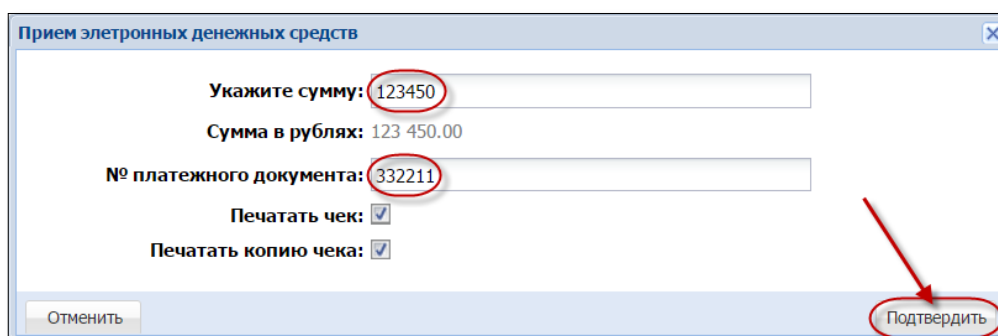 Прием элетронных денежных средств
Укажите сумму: 123450
Сумма в рублях: 123 450.00
№ платежного документа: 332211
Печатать чек:
Печатать копию чека:
Отменить Подтвердить